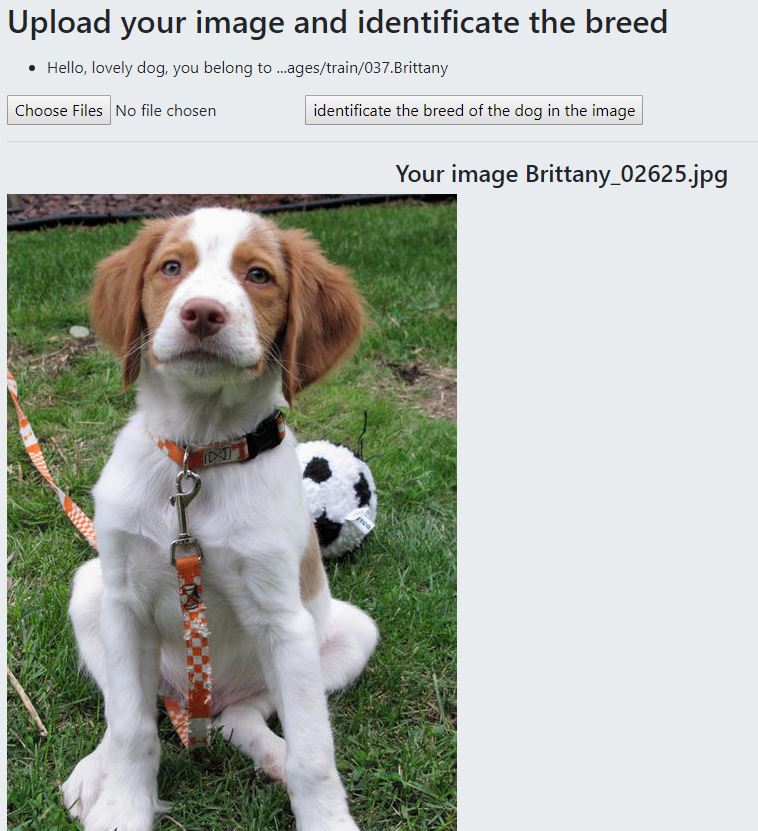 Upload your image and identificate the breed
Hello, lovely dog, you belong to ...ages/train/037.Brittany
Choose Files No file chosen identificate the breed of the dog in the image
Your image Brittany_02625.jpg